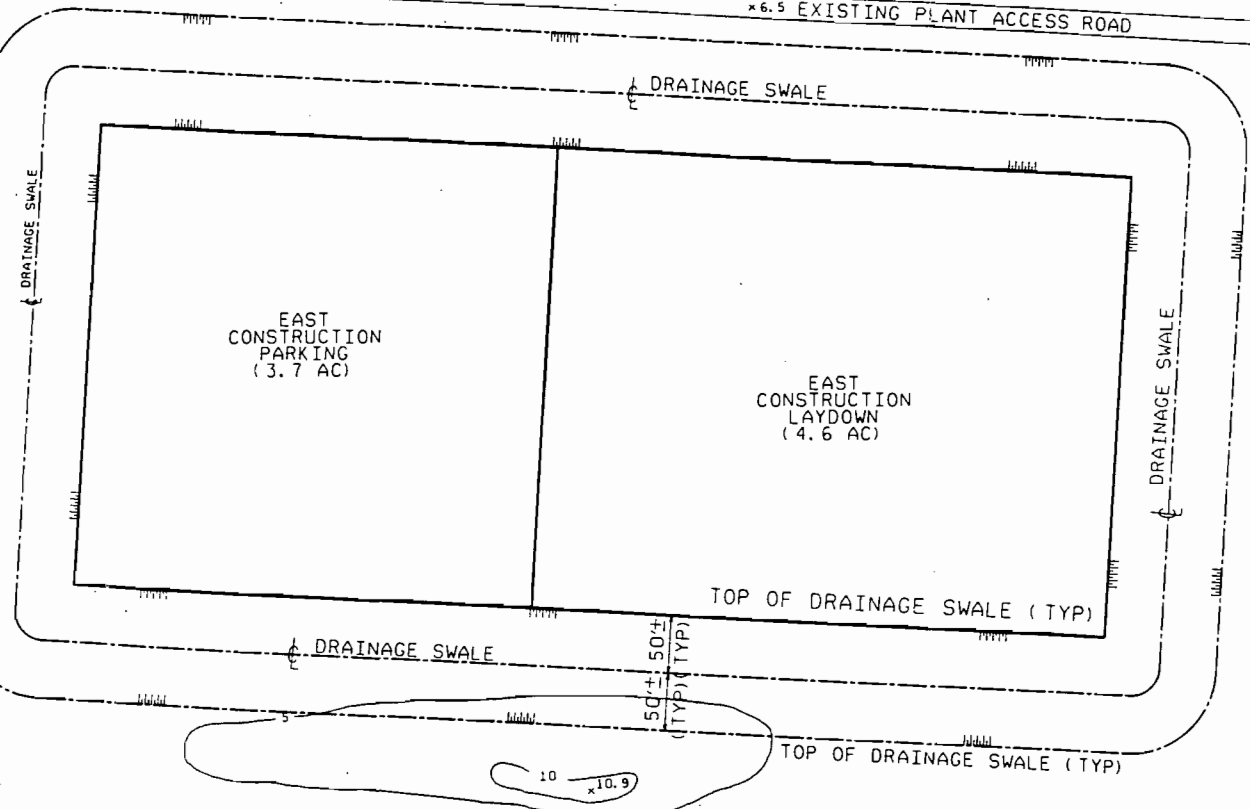 ×6.5 EXISTING PLANT ACCESS ROAD
℄ DRAINAGE SWALE
℄ DRAINAGE SWALE
EAST
CONSTRUCTION
PARKING
(3.7 AC)
EAST
CONSTRUCTION
LAYDOWN
(4.6 AC)
℄ DRAINAGE SWALE
TOP OF DRAINAGE SWALE (TYP)
50'± (TYP)
50'± (TYP)
℄ DRAINAGE SWALE
5
TOP OF DRAINAGE SWALE (TYP)
10
×10.9